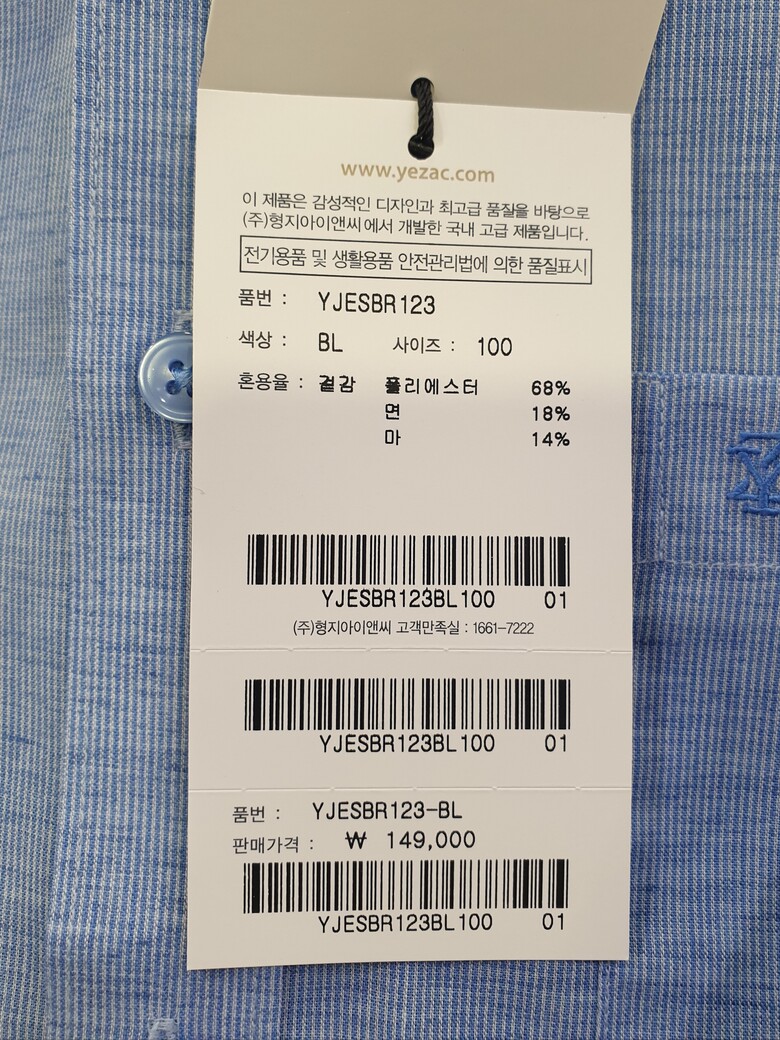 www.yezac.com
이 제품은 감성적인 디자인과 최고급 품질을 바탕으로
(주)형지아이앤씨에서 개발한 국내 고급 제품입니다.
전기용품 및 생활용품 안전관리법에 의한 품질표시
품번 : YJESBR123
색상 : BL 사이즈 : 100
혼용율 : 겉감 폴리에스터 68%
면 18%
마 14%
YJESBR123BL100 01
(주)형지아이앤씨 고객만족실 : 1661-7222
YJESBR123BL100 01
품번 : YJESBR123-BL
판매가격 : ₩ 149,000
YJESBR123BL100 01